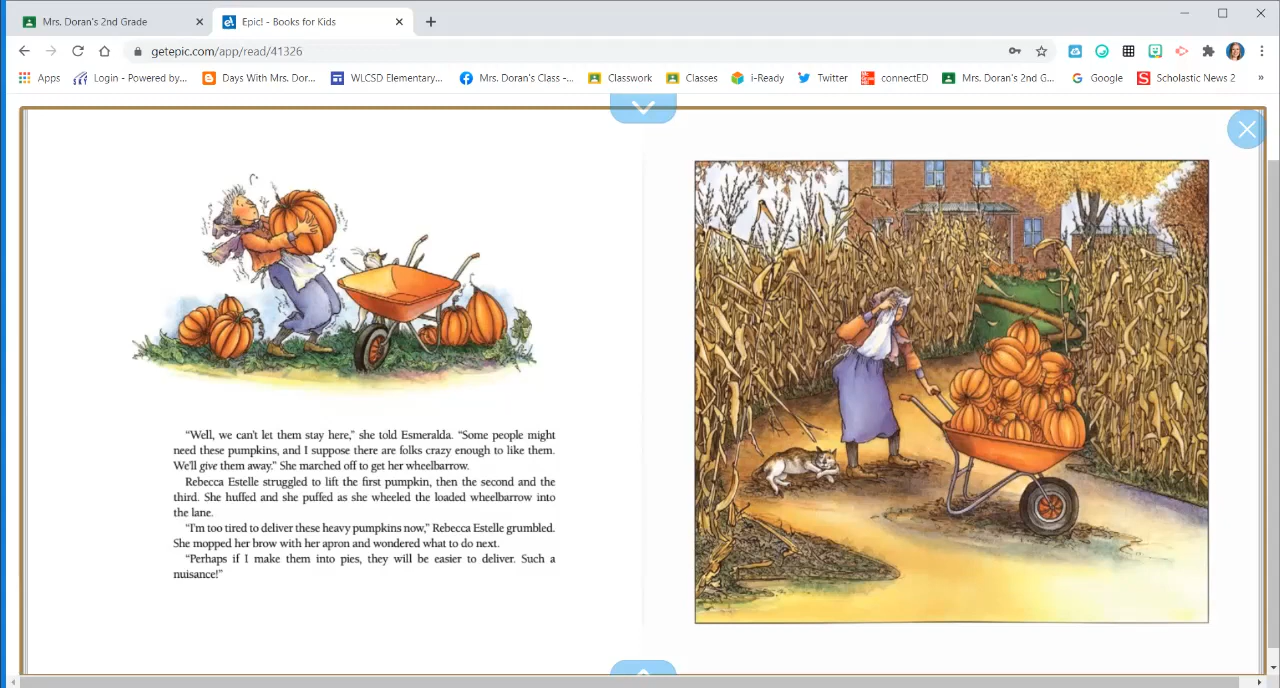 Mrs. Doran's 2nd Grade
Epic! - Books for Kids
getepic.com/app/read/41326
Apps
Login - Powered by...
Days With Mrs. Dor...
WLCSD Elementary...
Mrs. Doran's Class -...
Classwork
Classes
i-Ready
Twitter
connectED
Mrs. Doran's 2nd G...
Google
Scholastic News 2
»
“Well, we can't let them stay here,” she told Esmeralda. “Some people might
need these pumpkins, and I suppose there are folks crazy enough to like them.
We'll give them away.” She marched off to get her wheelbarrow.
Rebecca Estelle struggled to lift the first pumpkin, then the second and the
third. She huffed and she puffed as she wheeled the loaded wheelbarrow into
the lane.
“I'm too tired to deliver these heavy pumpkins now,” Rebecca Estelle grumbled.
She mopped her brow with her apron and wondered what to do next.
“Perhaps if I make them into pies, they will be easier to deliver. Such a
nuisance!”